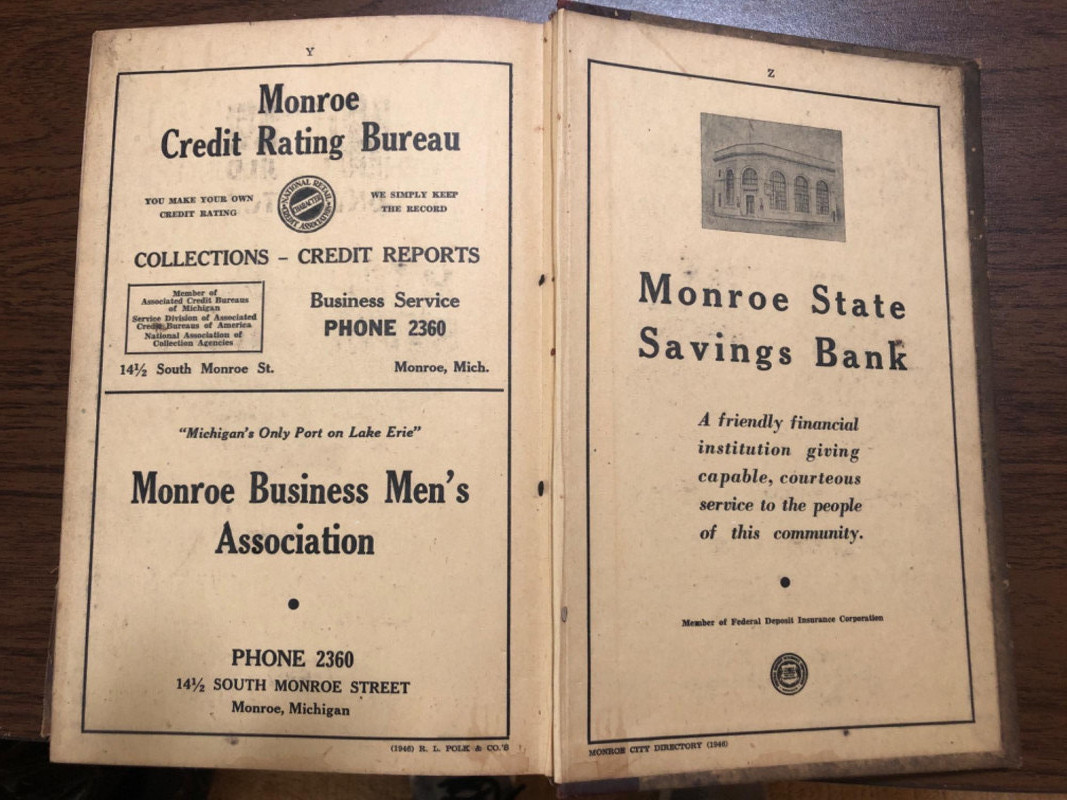 Y
Monroe
Credit Rating Bureau
YOU MAKE YOUR OWN
CREDIT RATING
NATIONAL RETAIL
CREDIT ASSOCIATION
CHARACTER
WE SIMPLY KEEP
THE RECORD
COLLECTIONS – CREDIT REPORTS
Member of
Associated Credit Bureaus
of Michigan
Service Division of Associated
Credit Bureaus of America
National Association of
Collection Agencies
Business Service
PHONE 2360
14½ South Monroe St.
Monroe, Mich.
"Michigan's Only Port on Lake Erie"
Monroe Business Men's
Association
PHONE 2360
14½ SOUTH MONROE STREET
Monroe, Michigan
(1946) R. L. POLK & CO.'S
Z
Monroe State
Savings Bank
A friendly financial
institution giving
capable, courteous
service to the people
of this community.
Member of Federal Deposit Insurance Corporation
MONROE CITY DIRECTORY (1946)